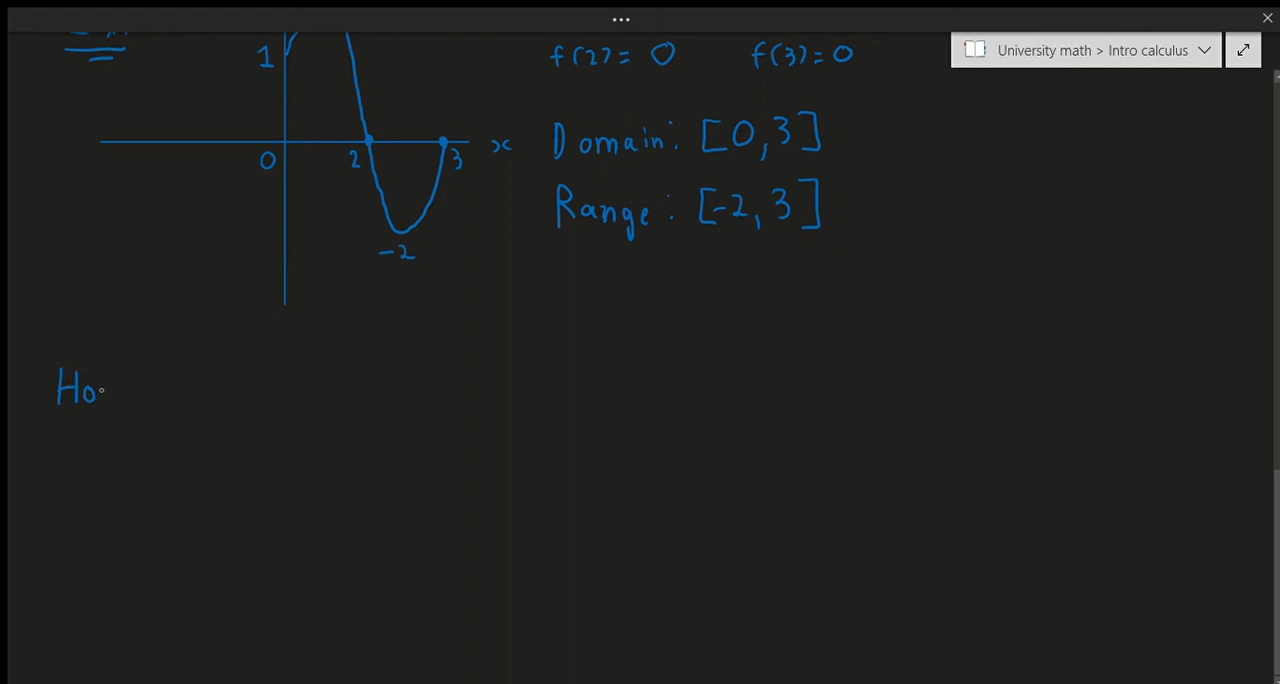 University math > Intro calculus
1
f(2) = 0 f(3) = 0
x
Domain: [0,3]
0 2 3
Range: [-2,3]
-2
Ho